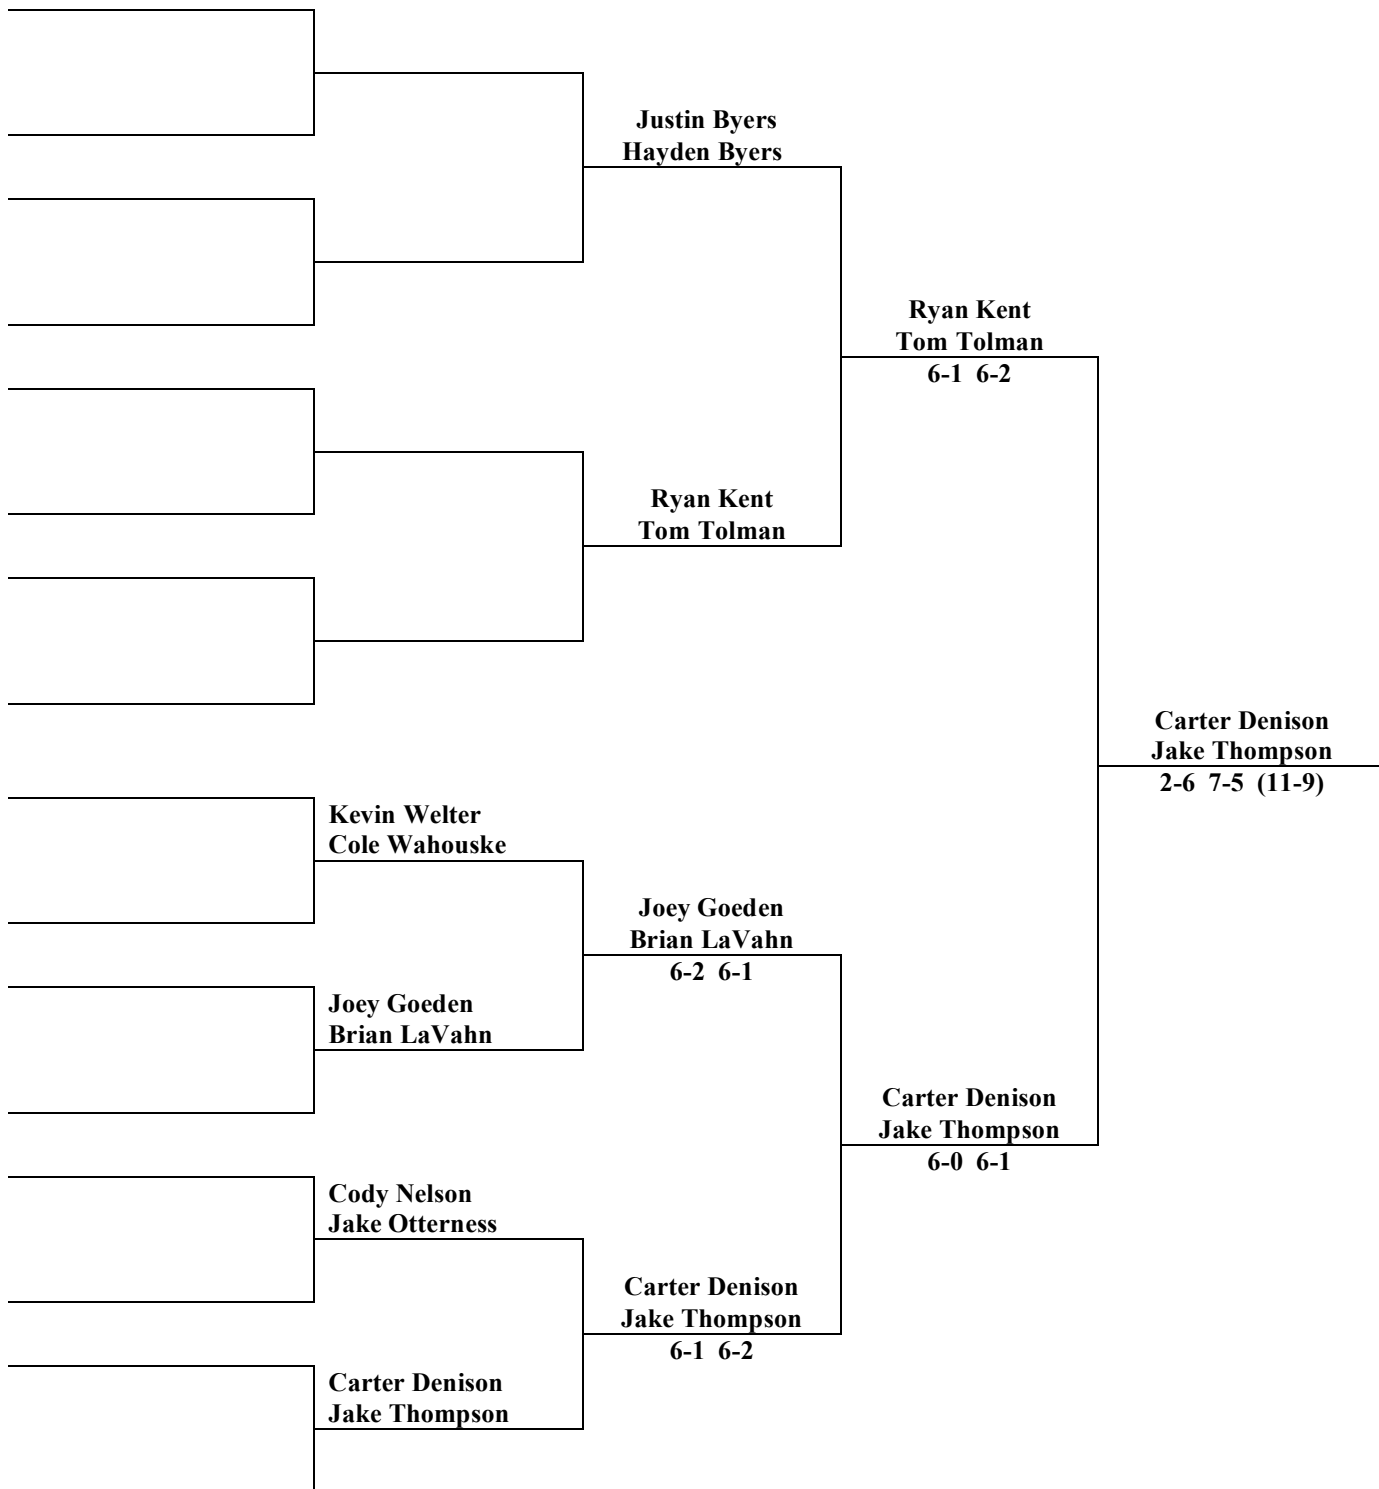 Justin Byers
Hayden Byers
Ryan Kent
Tom Tolman
6-1 6-2
Ryan Kent
Tom Tolman
Carter Denison
Jake Thompson
2-6 7-5 (11-9)
Kevin Welter
Cole Wahouske
Joey Goeden
Brian LaVahn
6-2 6-1
Joey Goeden
Brian LaVahn
Carter Denison
Jake Thompson
6-0 6-1
Cody Nelson
Jake Otterness
Carter Denison
Jake Thompson
6-1 6-2
Carter Denison
Jake Thompson